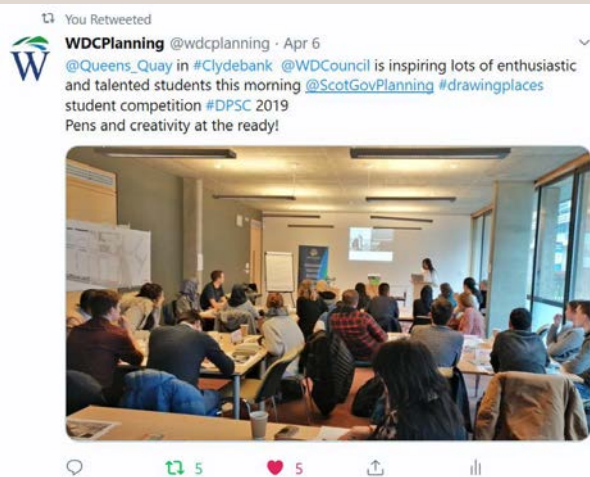 You Retweeted
WDCPlanning @wdcplanning · Apr 6
@Queens_Quay in #Clydebank @WDCouncil is inspiring lots of enthusiastic
and talented students this morning @ScotGovPlanning #drawingplaces
student competition #DPSC 2019
Pens and creativity at the ready!
W
5
5